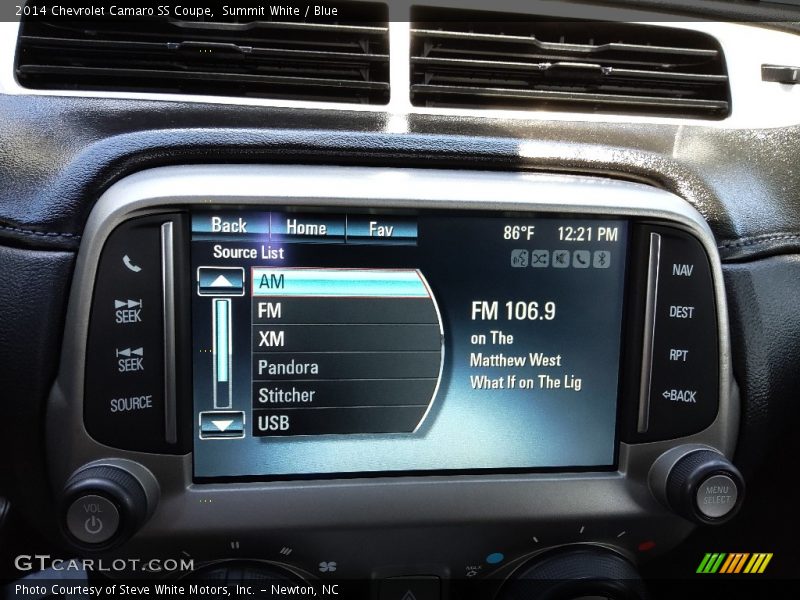 2014 Chevrolet Camaro SS Coupe, Summit White / Blue
Back Home Fav 86°F 12:21 PM
Source List
AM
FM
XM
Pandora
Stitcher
USB
FM 106.9
on The
Matthew West
What If on The Lig
SEEK
SEEK
SOURCE
NAV
DEST
RPT
BACK
VOL
MENU
SELECT
GTCARLOT.COM
Photo Courtesy of Steve White Motors, Inc. – Newton, NC